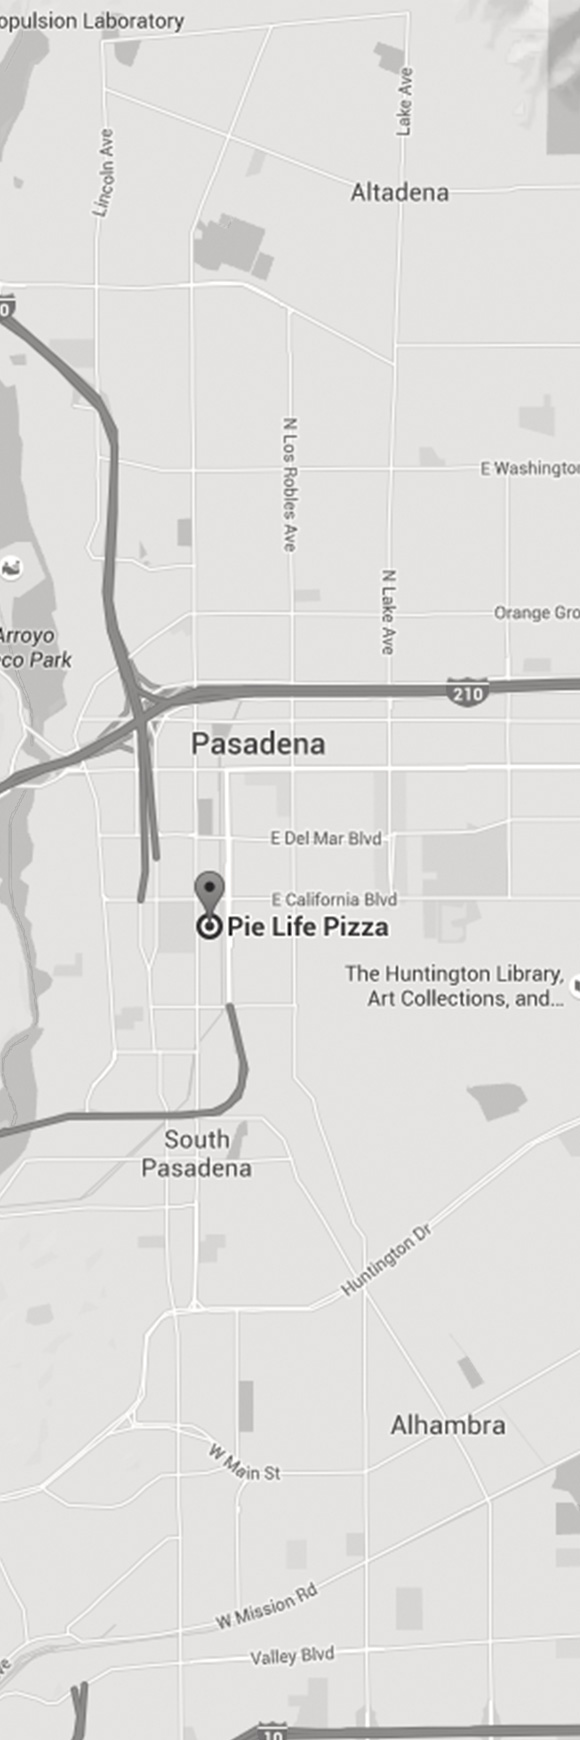 opulsion Laboratory
Lake Ave
Lincoln Ave
Altadena
0
N Los Robles Ave
E Washington
N Lake Ave
Orange Gro
Arroyo
co Park
210
Pasadena
E Del Mar Blvd
E California Blvd
Pie Life Pizza
The Huntington Library,
Art Collections, and...
South
Pasadena
Huntington Dr
Alhambra
W Main St
W Mission Rd
Valley Blvd
ve
10